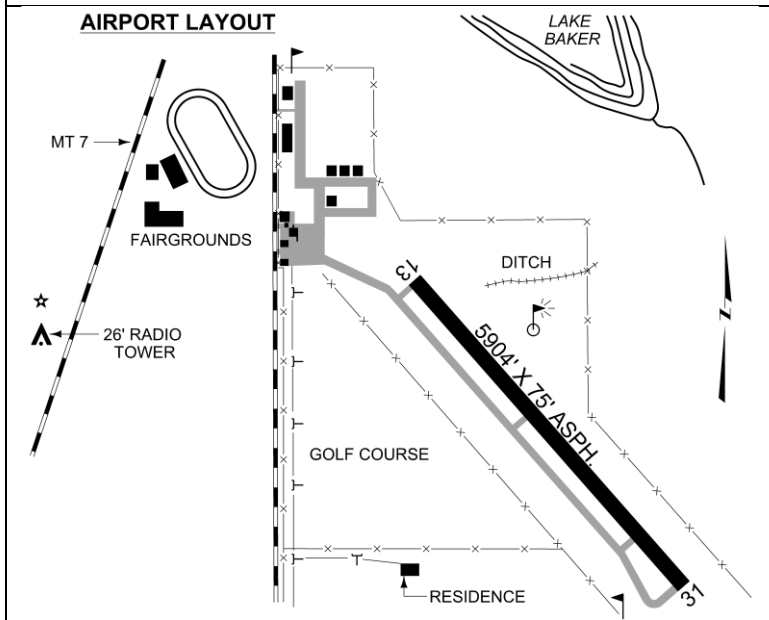 AIRPORT LAYOUT
LAKE
BAKER
MT 7
FAIRGROUNDS
DITCH
13
26' RADIO
TOWER
5904' X 75' ASPH.
GOLF COURSE
N
31
RESIDENCE